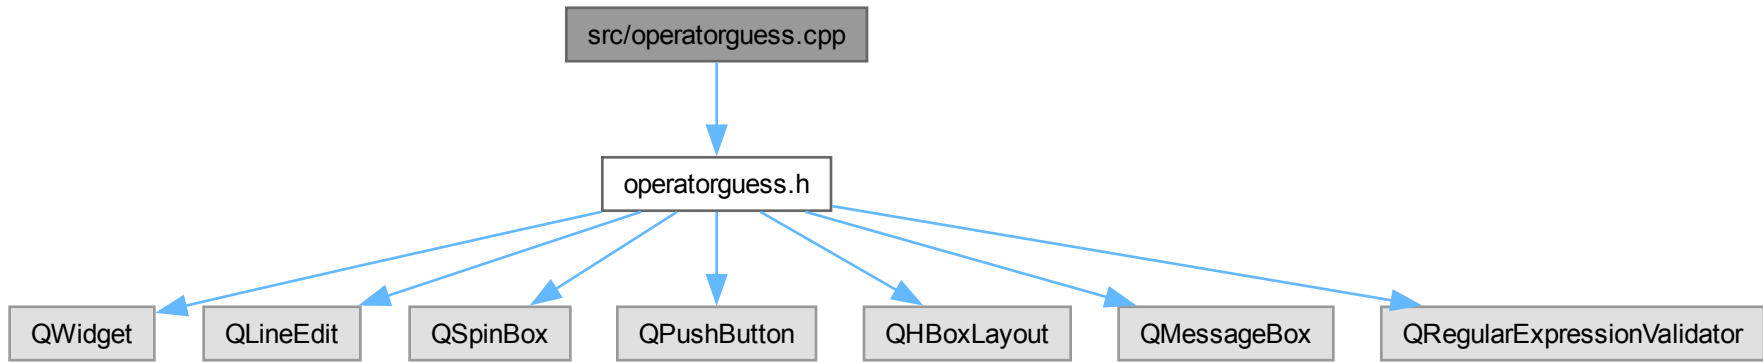 src/operatorguess.cpp
operatorguess.h
QWidget
QLineEdit
QSpinBox
QPushButton
QHBoxLayout
QMessageBox
QRegularExpressionValidator